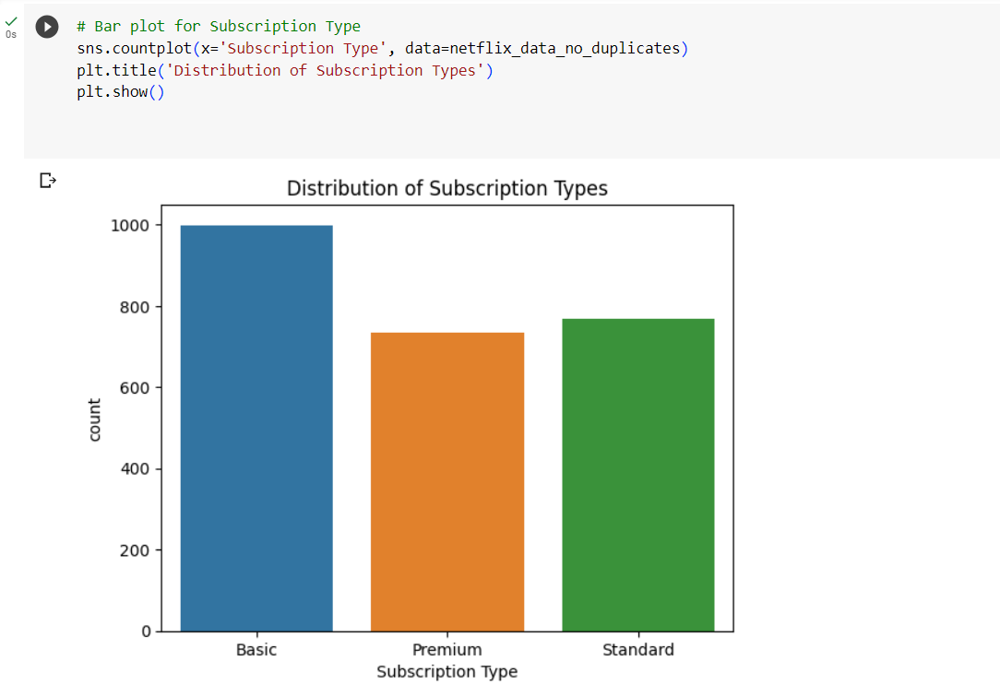 # Bar plot for Subscription Type
0s
sns.countplot(x='Subscription Type', data=netflix_data_no_duplicates)
plt.title('Distribution of Subscription Types')
plt.show()
Distribution of Subscription Types
1000
800
600
400
200
0
count
Basic Premium Standard
Subscription Type